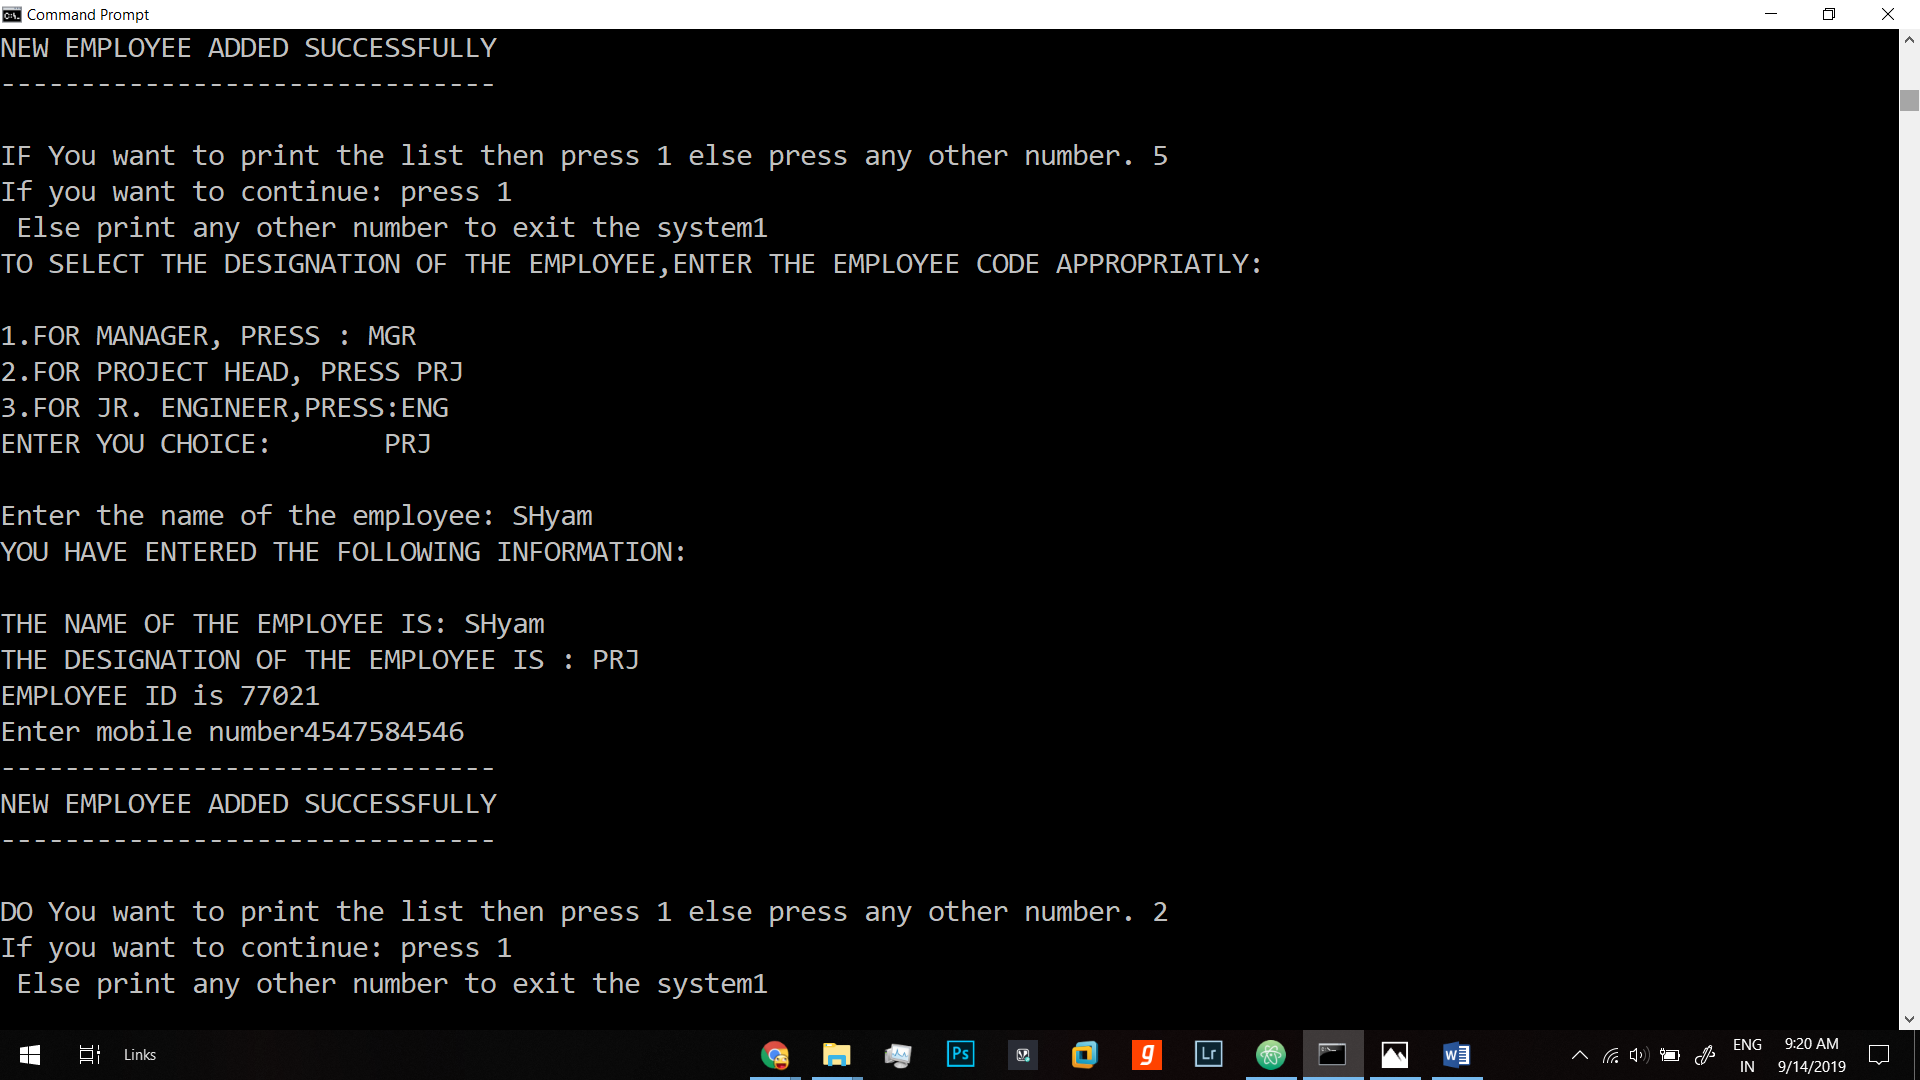 Command Prompt
NEW EMPLOYEE ADDED SUCCESSFULLY
-------------------------------
IF You want to print the list then press 1 else press any other number. 5
If you want to continue: press 1
 Else print any other number to exit the system1
TO SELECT THE DESIGNATION OF THE EMPLOYEE,ENTER THE EMPLOYEE CODE APPROPRIATLY:
1.FOR MANAGER, PRESS : MGR
2.FOR PROJECT HEAD, PRESS PRJ
3.FOR JR. ENGINEER,PRESS:ENG
ENTER YOU CHOICE:       PRJ
Enter the name of the employee: SHyam
YOU HAVE ENTERED THE FOLLOWING INFORMATION:
THE NAME OF THE EMPLOYEE IS: SHyam
THE DESIGNATION OF THE EMPLOYEE IS : PRJ
EMPLOYEE ID is 77021
Enter mobile number4547584546
-------------------------------
NEW EMPLOYEE ADDED SUCCESSFULLY
-------------------------------
DO You want to print the list then press 1 else press any other number. 2
If you want to continue: press 1
 Else print any other number to exit the system1
Links
Ps
g
Lr
W
ENG
IN
9:20 AM
9/14/2019